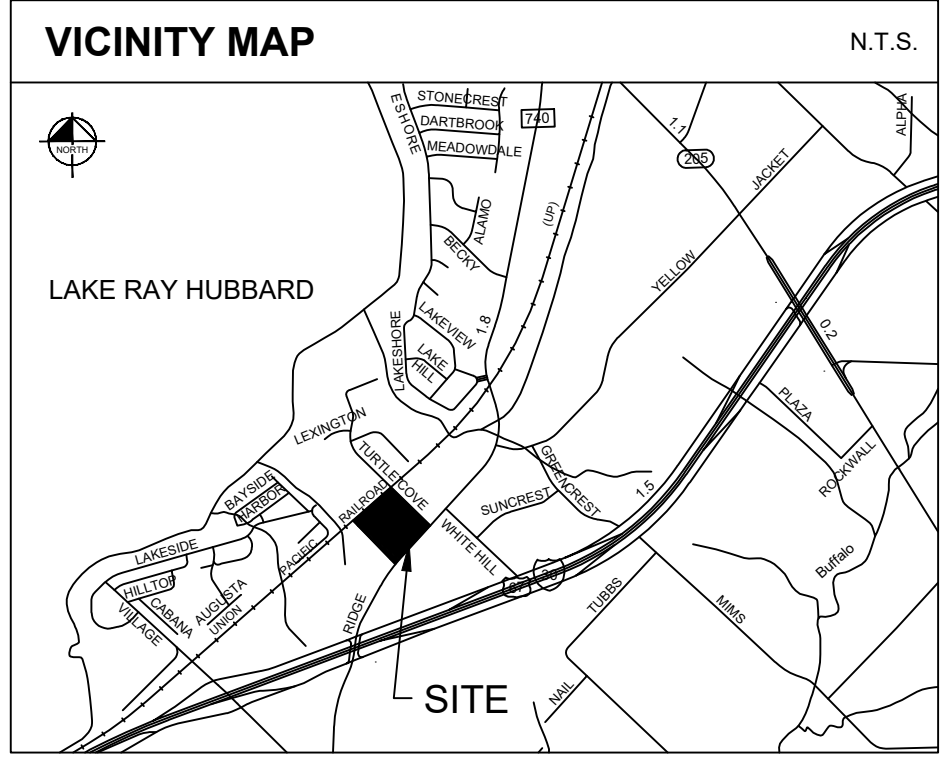 VICINITY MAP
N.T.S.
NORTH
ESHORE
STONECREST
DARTBROOK
MEADOWDALE
740
1.1
205
ALPHA
JACKET
(UP)
ALAMO
BECKY
YELLOW
LAKE RAY HUBBARD
LAKEVIEW
1.8
LAKESHORE
LAKE
HILL
0.2
PLAZA
ROCKWALL
LEXINGTON
TURTLE COVE
GREENCREST
SUNCREST
1.5
BAYSIDE
HARBOR
RAILROAD
WHITE HILL
LAKESIDE
PACIFIC
Buffalo
HILLTOP
CABANA
AUGUSTA
UNION
VILLAGE
RIDGE
67
30
TUBBS
MIMS
NAIL
SITE